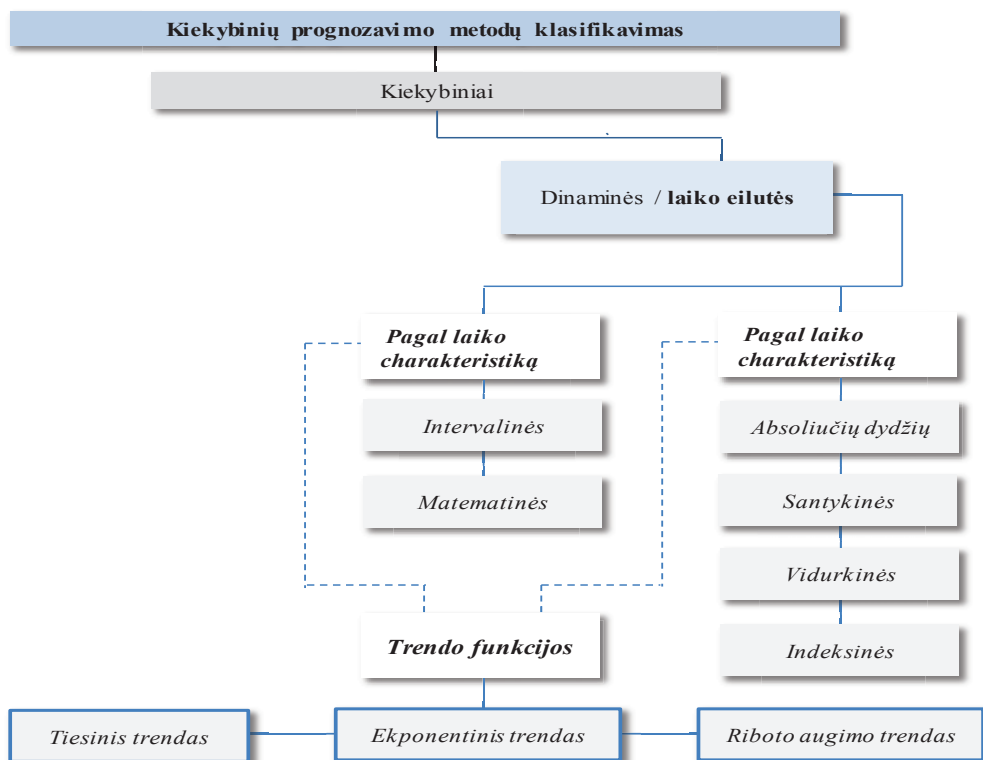 Kiekybinių prognozavimo metodų klasifikavimas
Kiekybiniai
Dinaminės / laiko eilutės
Pagal laiko
charakteristiką
Intervalinės
Matematinės
Pagal laiko
charakteristiką
Absoliučių dydžių
Santykinės
Vidurkinės
Indeksinės
Trendo funkcijos
Tiesinis trendas
Ekponentinis trendas
Riboto augimo trendas